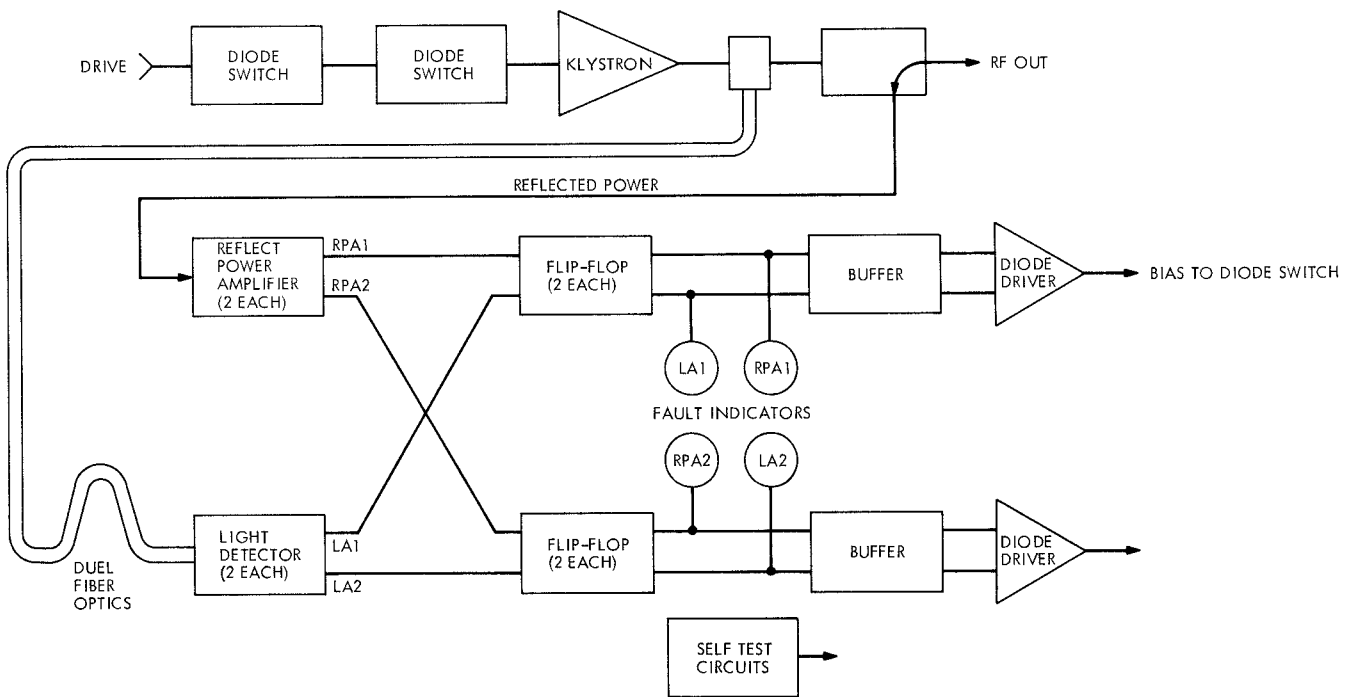 DRIVE
DIODE
SWITCH
DIODE
SWITCH
KLYSTRON
RF OUT
REFLECTED POWER
REFLECT
POWER
AMPLIFIER
(2 EACH)
RPA1
RPA2
FLIP-FLOP
(2 EACH)
BUFFER
DIODE
DRIVER
BIAS TO DIODE SWITCH
LA1
RPA1
FAULT INDICATORS
RPA2
LA2
DUEL
FIBER
OPTICS
LIGHT
DETECTOR
(2 EACH)
LA1
LA2
FLIP-FLOP
(2 EACH)
BUFFER
DIODE
DRIVER
SELF TEST
CIRCUITS